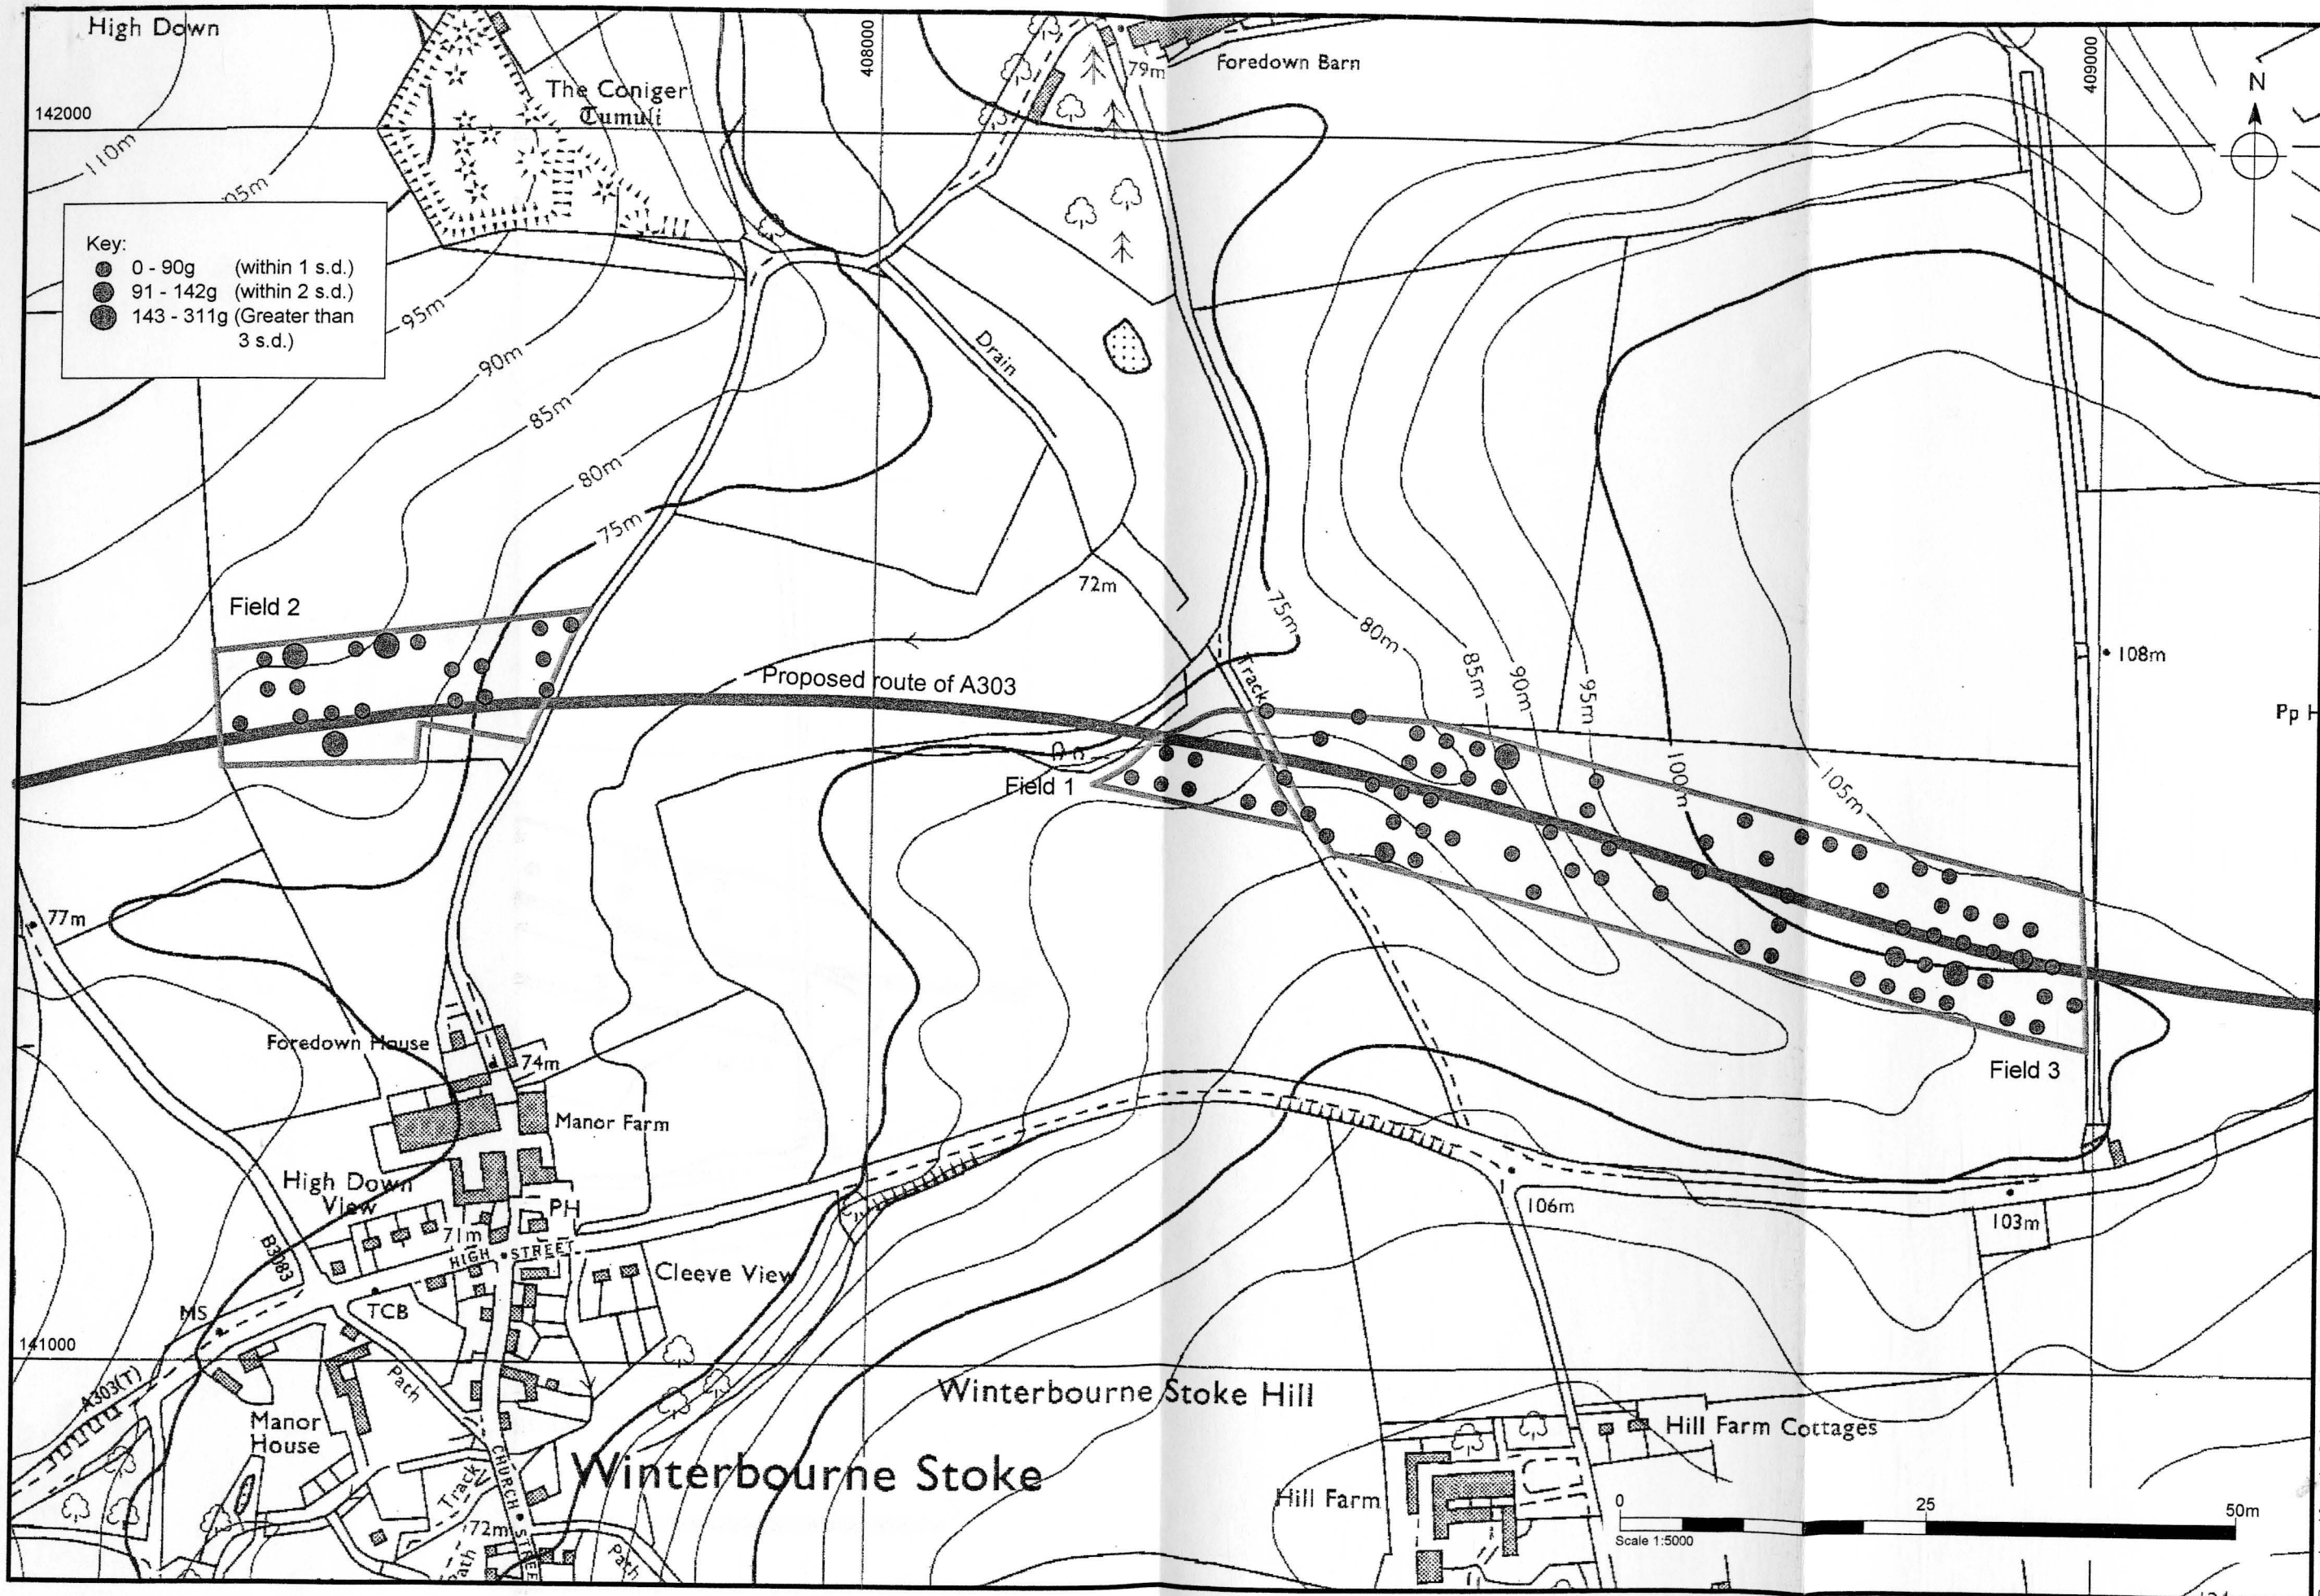 High Down
408000
79m
Foredown Barn
409000
The Coniger
Tumuli
N
142000
110m
05m
Key:
0 - 90g (within 1 s.d.)
91 - 142g (within 2 s.d.)
143 - 311g (Greater than
3 s.d.)
95m
90m
85m
80m
75m
Drain
72m
Field 2
75m
80m
85m
90m
95m
100m
105m
108m
Track
Proposed route of A303
Pp H
Field 1
77m
Foredown House
74m
Field 3
Manor Farm
High Down
View
PH
71m
HIGH STREET
B3083
106m
103m
Cleeve View
MS
TCB
141000
A303(T)
Path
Winterbourne Stoke Hill
Manor
House
Hill Farm Cottages
Winterbourne Stoke
CHURCH STREE
Track
72m
Path
Path
Hill Farm
0 25 50m
Scale 1:5000